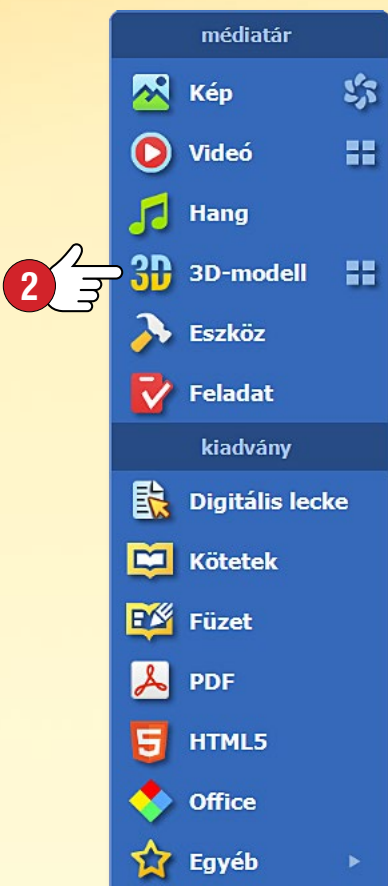 médiatár
Kép
Videó
Hang
2
3D 3D-modell
Eszköz
Feladat
kiadvány
Digitális lecke
Kötetek
E Füzet
PDF
5 HTML5
Office
Egyéb